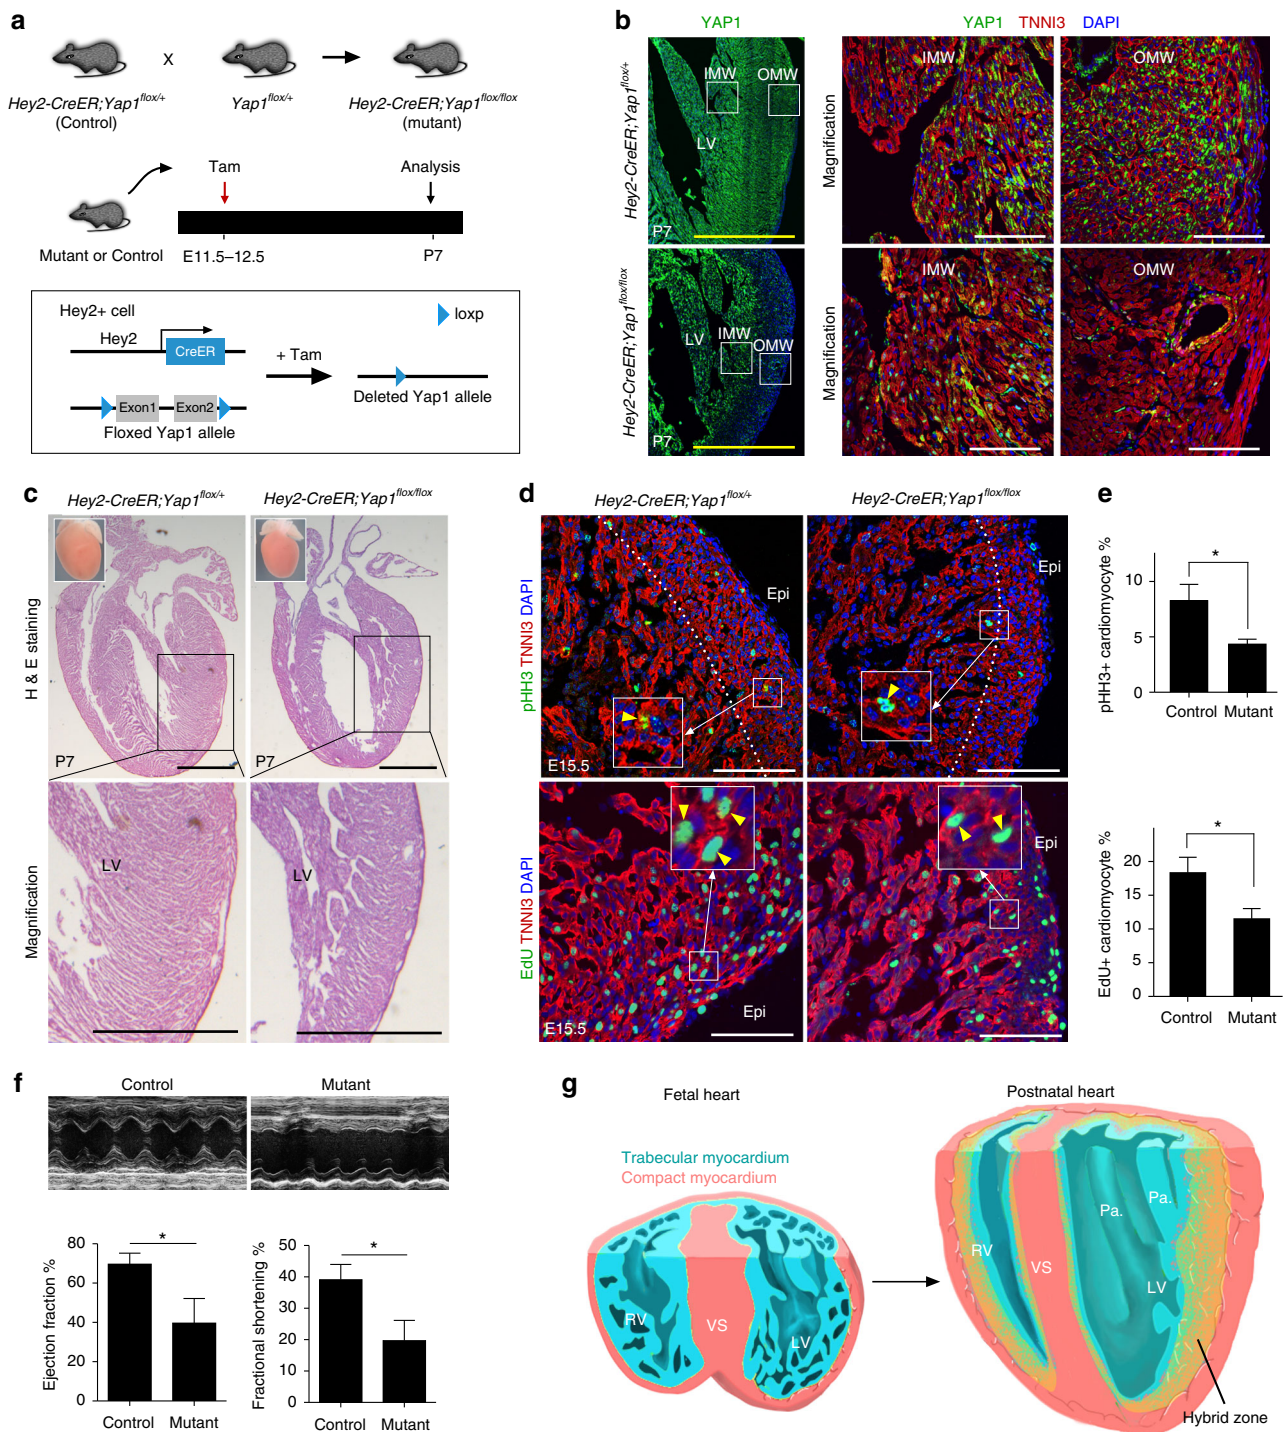 a
X
Hey2-CreER;Yap1flox/+
(Control)
Yap1flox/+
Hey2-CreER;Yap1flox/flox
(mutant)
Tam
Analysis
Mutant or Control
E11.5–12.5
P7
Hey2+ cell
loxp
Hey2
CreER
+ Tam
Exon1
Exon2
Floxed Yap1 allele
Deleted Yap1 allele
b
YAP1
YAP1 TNNI3 DAPI
Hey2-CreER;Yap1flox/+
IMW
OMW
LV
P7
Magnification
IMW
OMW
Hey2-CreER;Yap1flox/flox
LV
IMW
OMW
P7
Magnification
IMW
OMW
c
Hey2-CreER;Yap1flox/+
Hey2-CreER;Yap1flox/flox
H & E staining
P7
P7
Magnification
LV
LV
d
Hey2-CreER;Yap1flox/+
Hey2-CreER;Yap1flox/flox
pHH3 TNNI3 DAPI
Epi
E15.5
Epi
EdU TNNI3 DAPI
Epi
E15.5
Epi
e
pHH3+ cardiomyocyte %
10
5
0
*
Control Mutant
EdU+ cardiomyocyte %
20
15
10
5
0
*
Control Mutant
f
Control
Mutant
Ejection fraction %
80
60
40
20
0
*
Control Mutant
Fractional shortening %
50
40
30
20
10
0
*
Control Mutant
g
Fetal heart
Postnatal heart
Trabecular myocardium
Compact myocardium
RV
VS
LV
RV
VS
Pa.
Pa.
LV
Hybrid zone